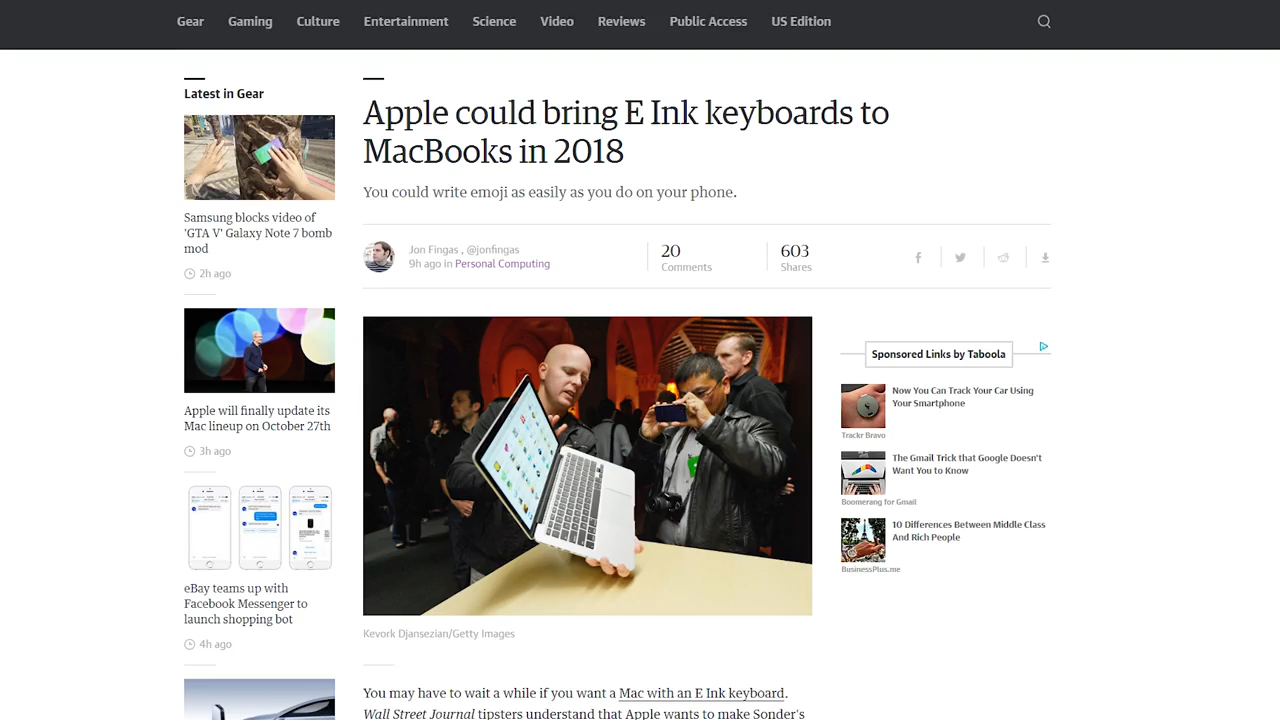 Gear Gaming Culture Entertainment Science Video Reviews Public Access US Edition
Latest in Gear
Samsung blocks video of
'GTA V' Galaxy Note 7 bomb
mod
2h ago
Apple will finally update its
Mac lineup on October 27th
3h ago
eBay teams up with
Facebook Messenger to
launch shopping bot
4h ago
Apple could bring E Ink keyboards to
MacBooks in 2018
You could write emoji as easily as you do on your phone.
Jon Fingas , @jonfingas
9h ago in Personal Computing
20
Comments
603
Shares
Kevork Djansezian/Getty Images
You may have to wait a while if you want a Mac with an E Ink keyboard.
Wall Street Journal tipsters understand that Apple wants to make Sonder's
Sponsored Links by Taboola
Now You Can Track Your Car Using
Your Smartphone
Trackr Bravo
The Gmail Trick that Google Doesn't
Want You to Know
Boomerang for Gmail
10 Differences Between Middle Class
And Rich People
BusinessPlus.me